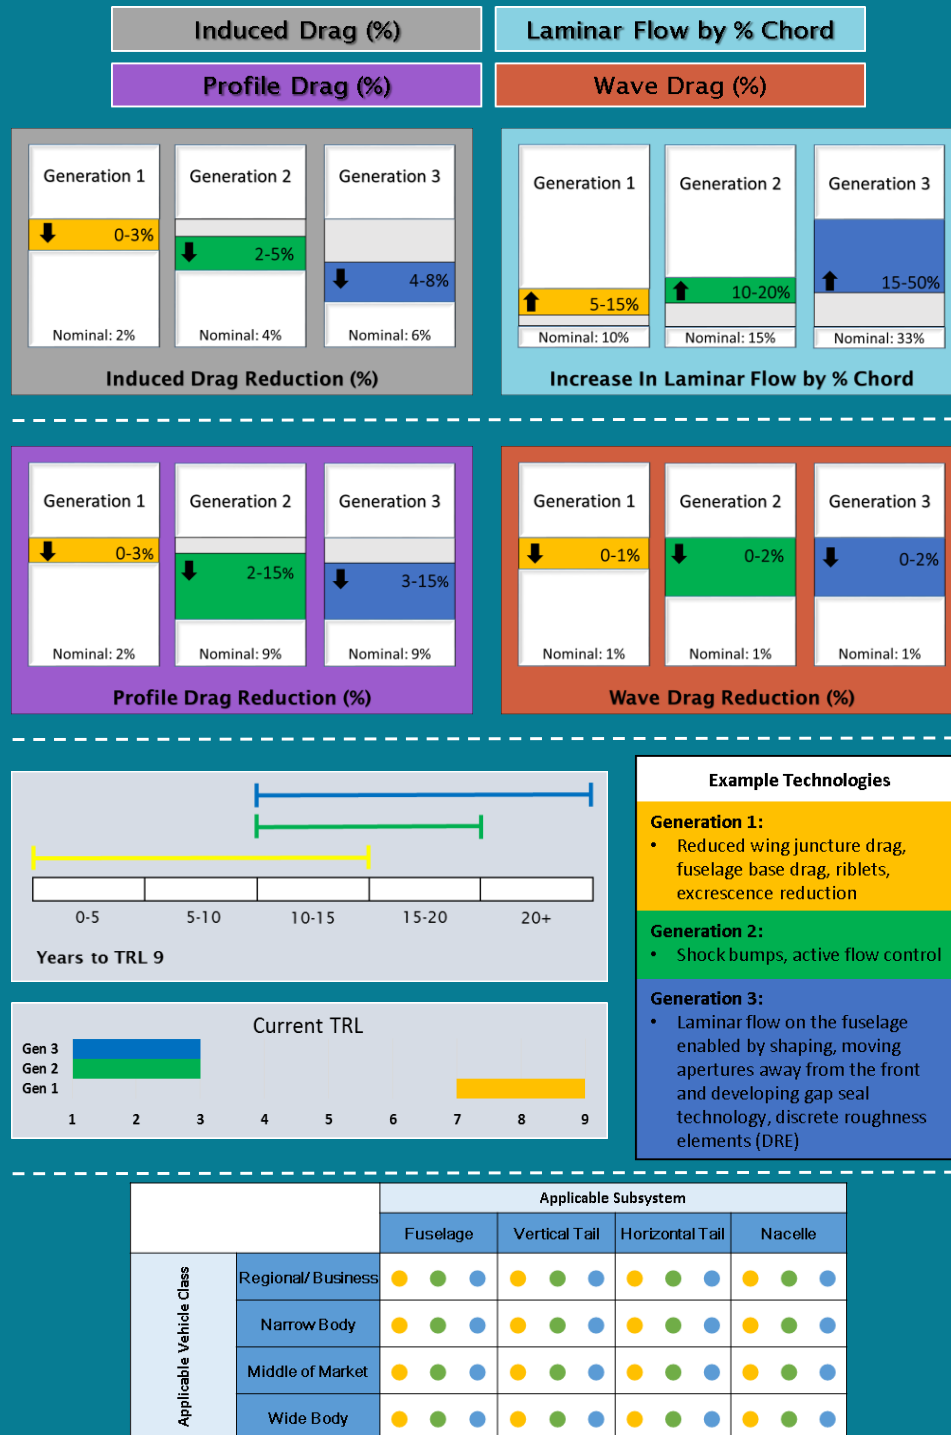 Induced Drag (%)
Laminar Flow by % Chord
Profile Drag (%)
Wave Drag (%)
Generation 1
Generation 2
Generation 3
0-3%
2-5%
4-8%
Nominal: 2%
Nominal: 4%
Nominal: 6%
Induced Drag Reduction (%)
Generation 1
Generation 2
Generation 3
5-15%
10-20%
15-50%
Nominal: 10%
Nominal: 15%
Nominal: 33%
Increase In Laminar Flow by % Chord
Generation 1
Generation 2
Generation 3
0-3%
2-15%
3-15%
Nominal: 2%
Nominal: 9%
Nominal: 9%
Profile Drag Reduction (%)
Generation 1
Generation 2
Generation 3
0-1%
0-2%
0-2%
Nominal: 1%
Nominal: 1%
Nominal: 1%
Wave Drag Reduction (%)
0-5
5-10
10-15
15-20
20+
Years to TRL 9
Current TRL
Gen 3
Gen 2
Gen 1
1 2 3 4 5 6 7 8 9
Example Technologies
Generation 1:
• Reduced wing juncture drag,
fuselage base drag, riblets,
excrescence reduction
Generation 2:
• Shock bumps, active flow control
Generation 3:
• Laminar flow on the fuselage
enabled by shaping, moving
apertures away from the front
and developing gap seal
technology, discrete roughness
elements (DRE)
Applicable Subsystem
Fuselage
Vertical Tail
Horizontal Tail
Nacelle
Applicable Vehicle Class
Regional/ Business
Narrow Body
Middle of Market
Wide Body